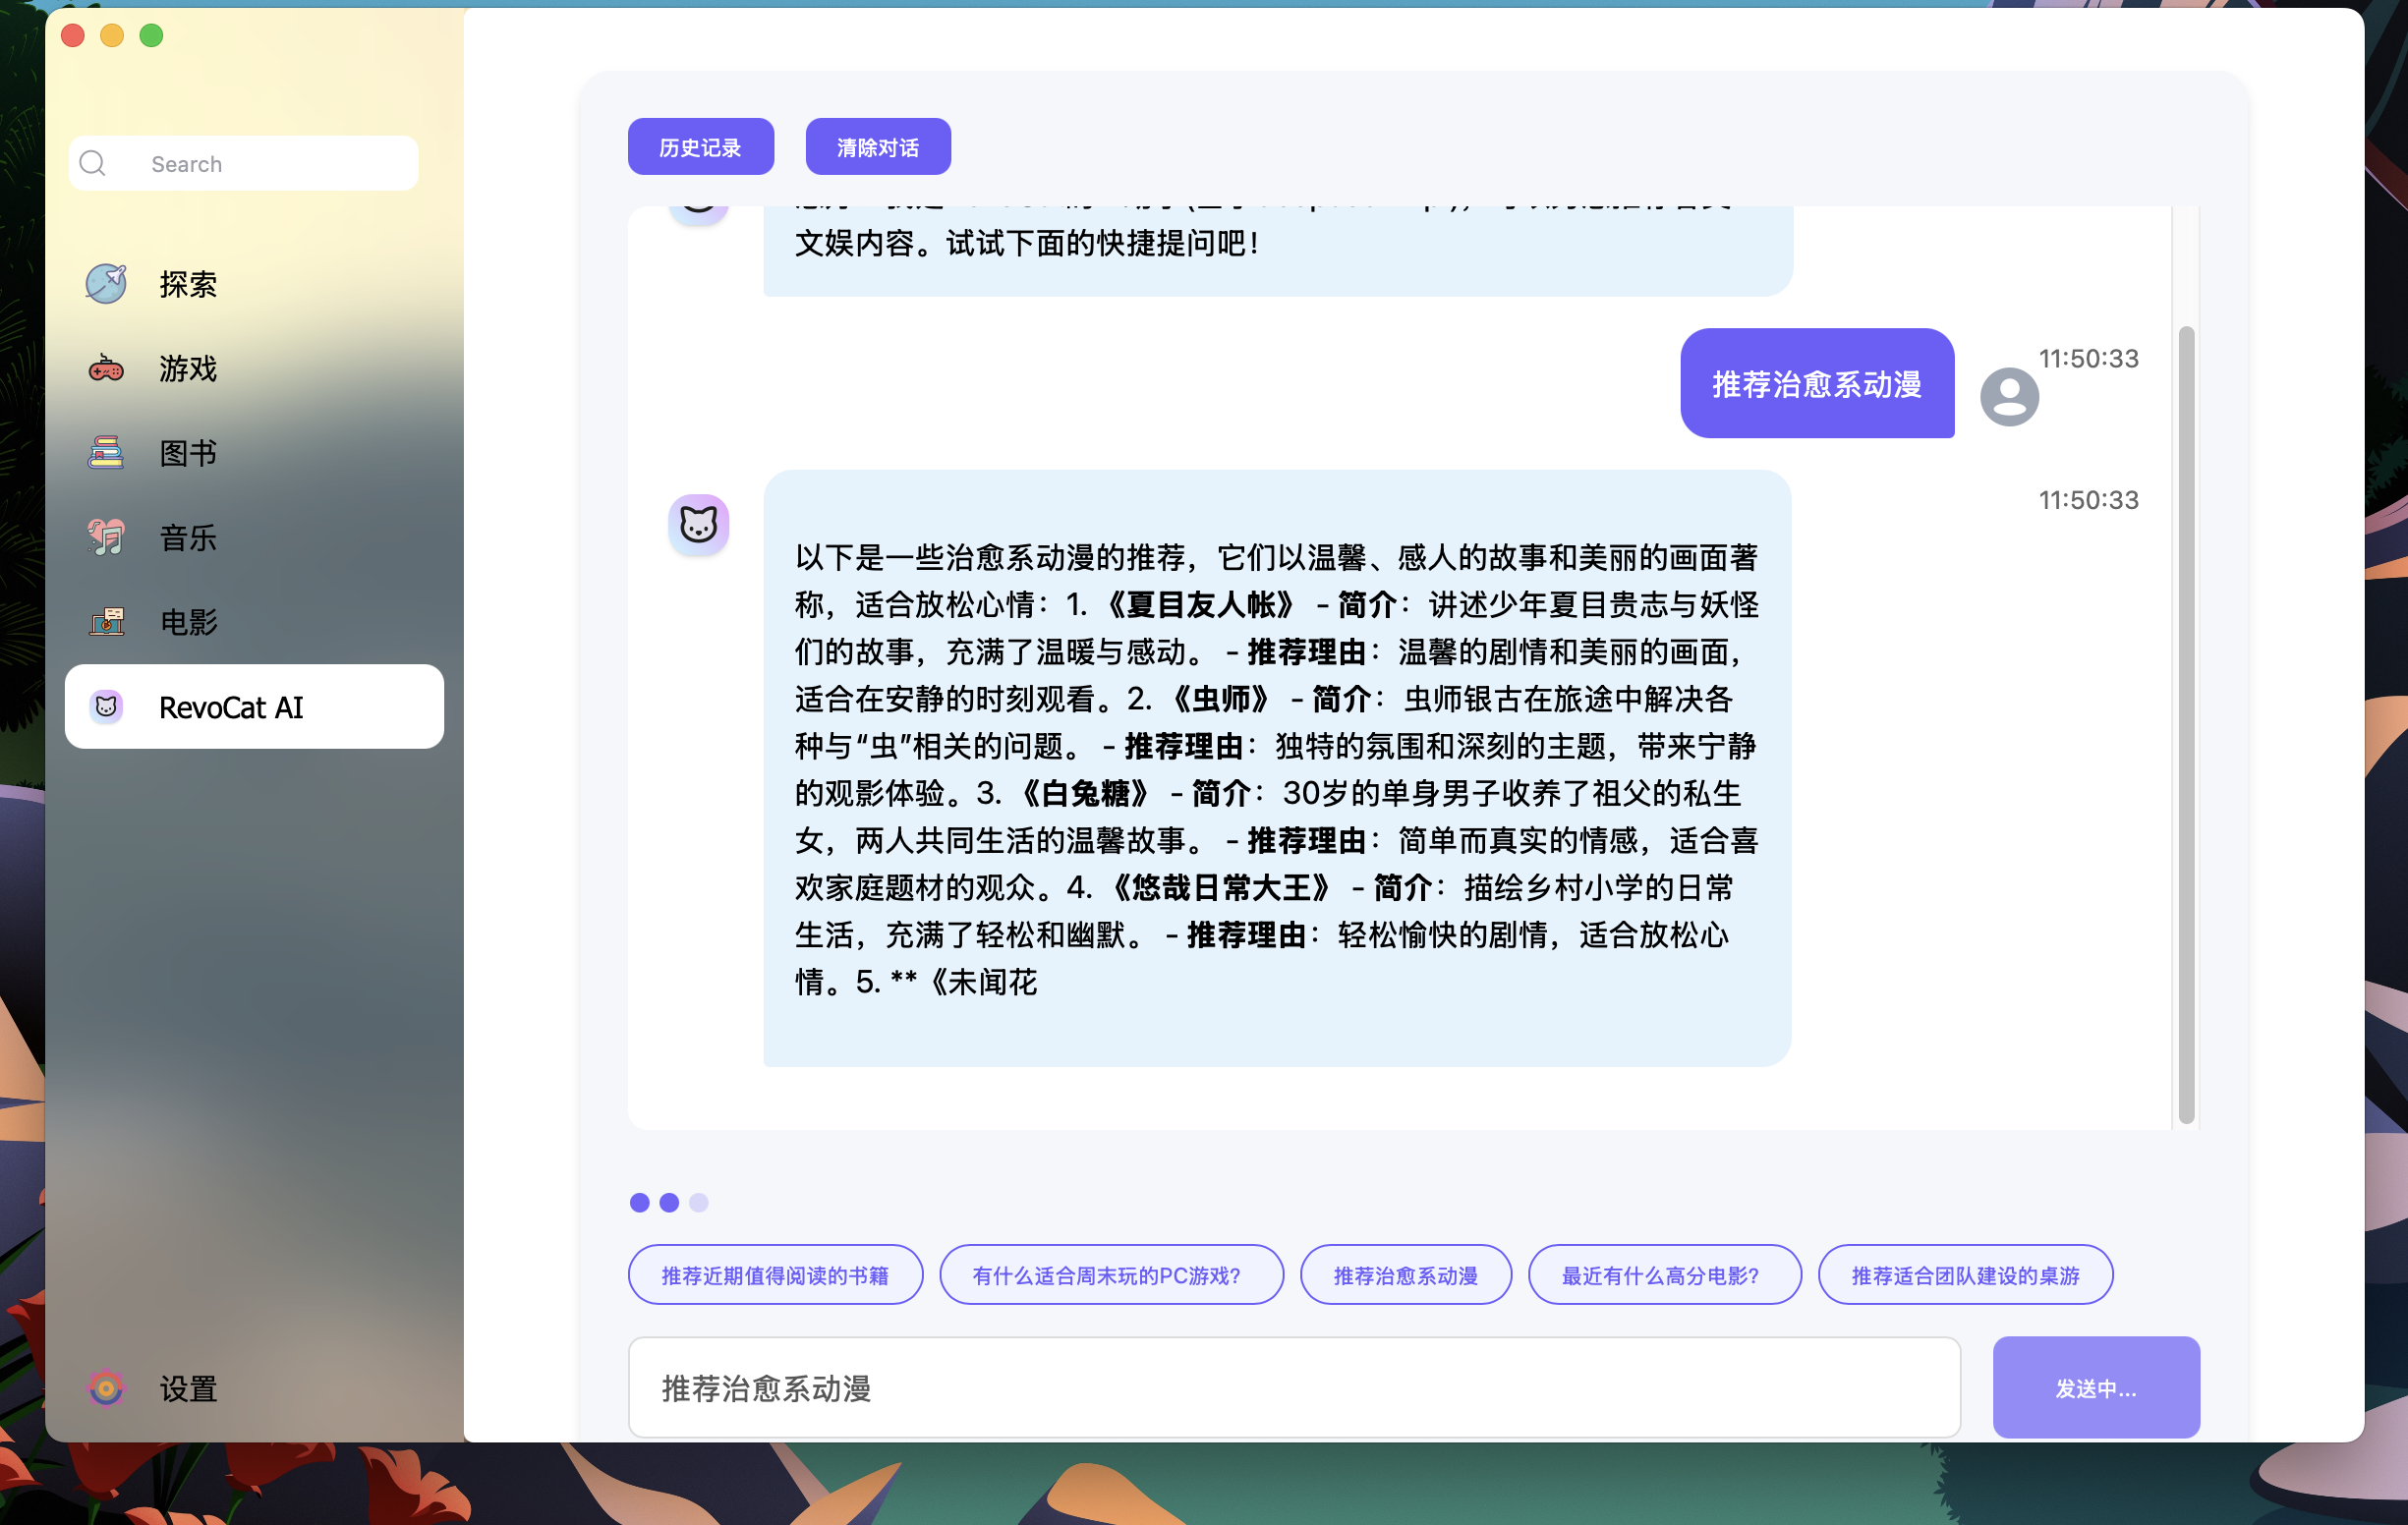 Search
探索
游戏
图书
音乐
电影
RevoCat AI
设置
历史记录
清除对话
文娱内容。试试下面的快捷提问吧！
推荐治愈系动漫
11:50:33
11:50:33
以下是一些治愈系动漫的推荐，它们以温馨、感人的故事和美丽的画面著
称，适合放松心情：1. 《夏目友人帐》 - 简介：讲述少年夏目贵志与妖怪
们的故事，充满了温暖与感动。 - 推荐理由：温馨的剧情和美丽的画面，
适合在安静的时刻观看。2. 《虫师》 - 简介：虫师银古在旅途中解决各
种与“虫”相关的问题。 - 推荐理由：独特的氛围和深刻的主题，带来宁静
的观影体验。3. 《白兔糖》 - 简介：30岁的单身男子收养了祖父的私生
女，两人共同生活的温馨故事。 - 推荐理由：简单而真实的情感，适合喜
欢家庭题材的观众。4. 《悠哉日常大王》 - 简介：描绘乡村小学的日常
生活，充满了轻松和幽默。 - 推荐理由：轻松愉快的剧情，适合放松心
情。5. **《未闻花
推荐近期值得阅读的书籍
有什么适合周末玩的PC游戏?
推荐治愈系动漫
最近有什么高分电影?
推荐适合团队建设的桌游
推荐治愈系动漫
发送中...